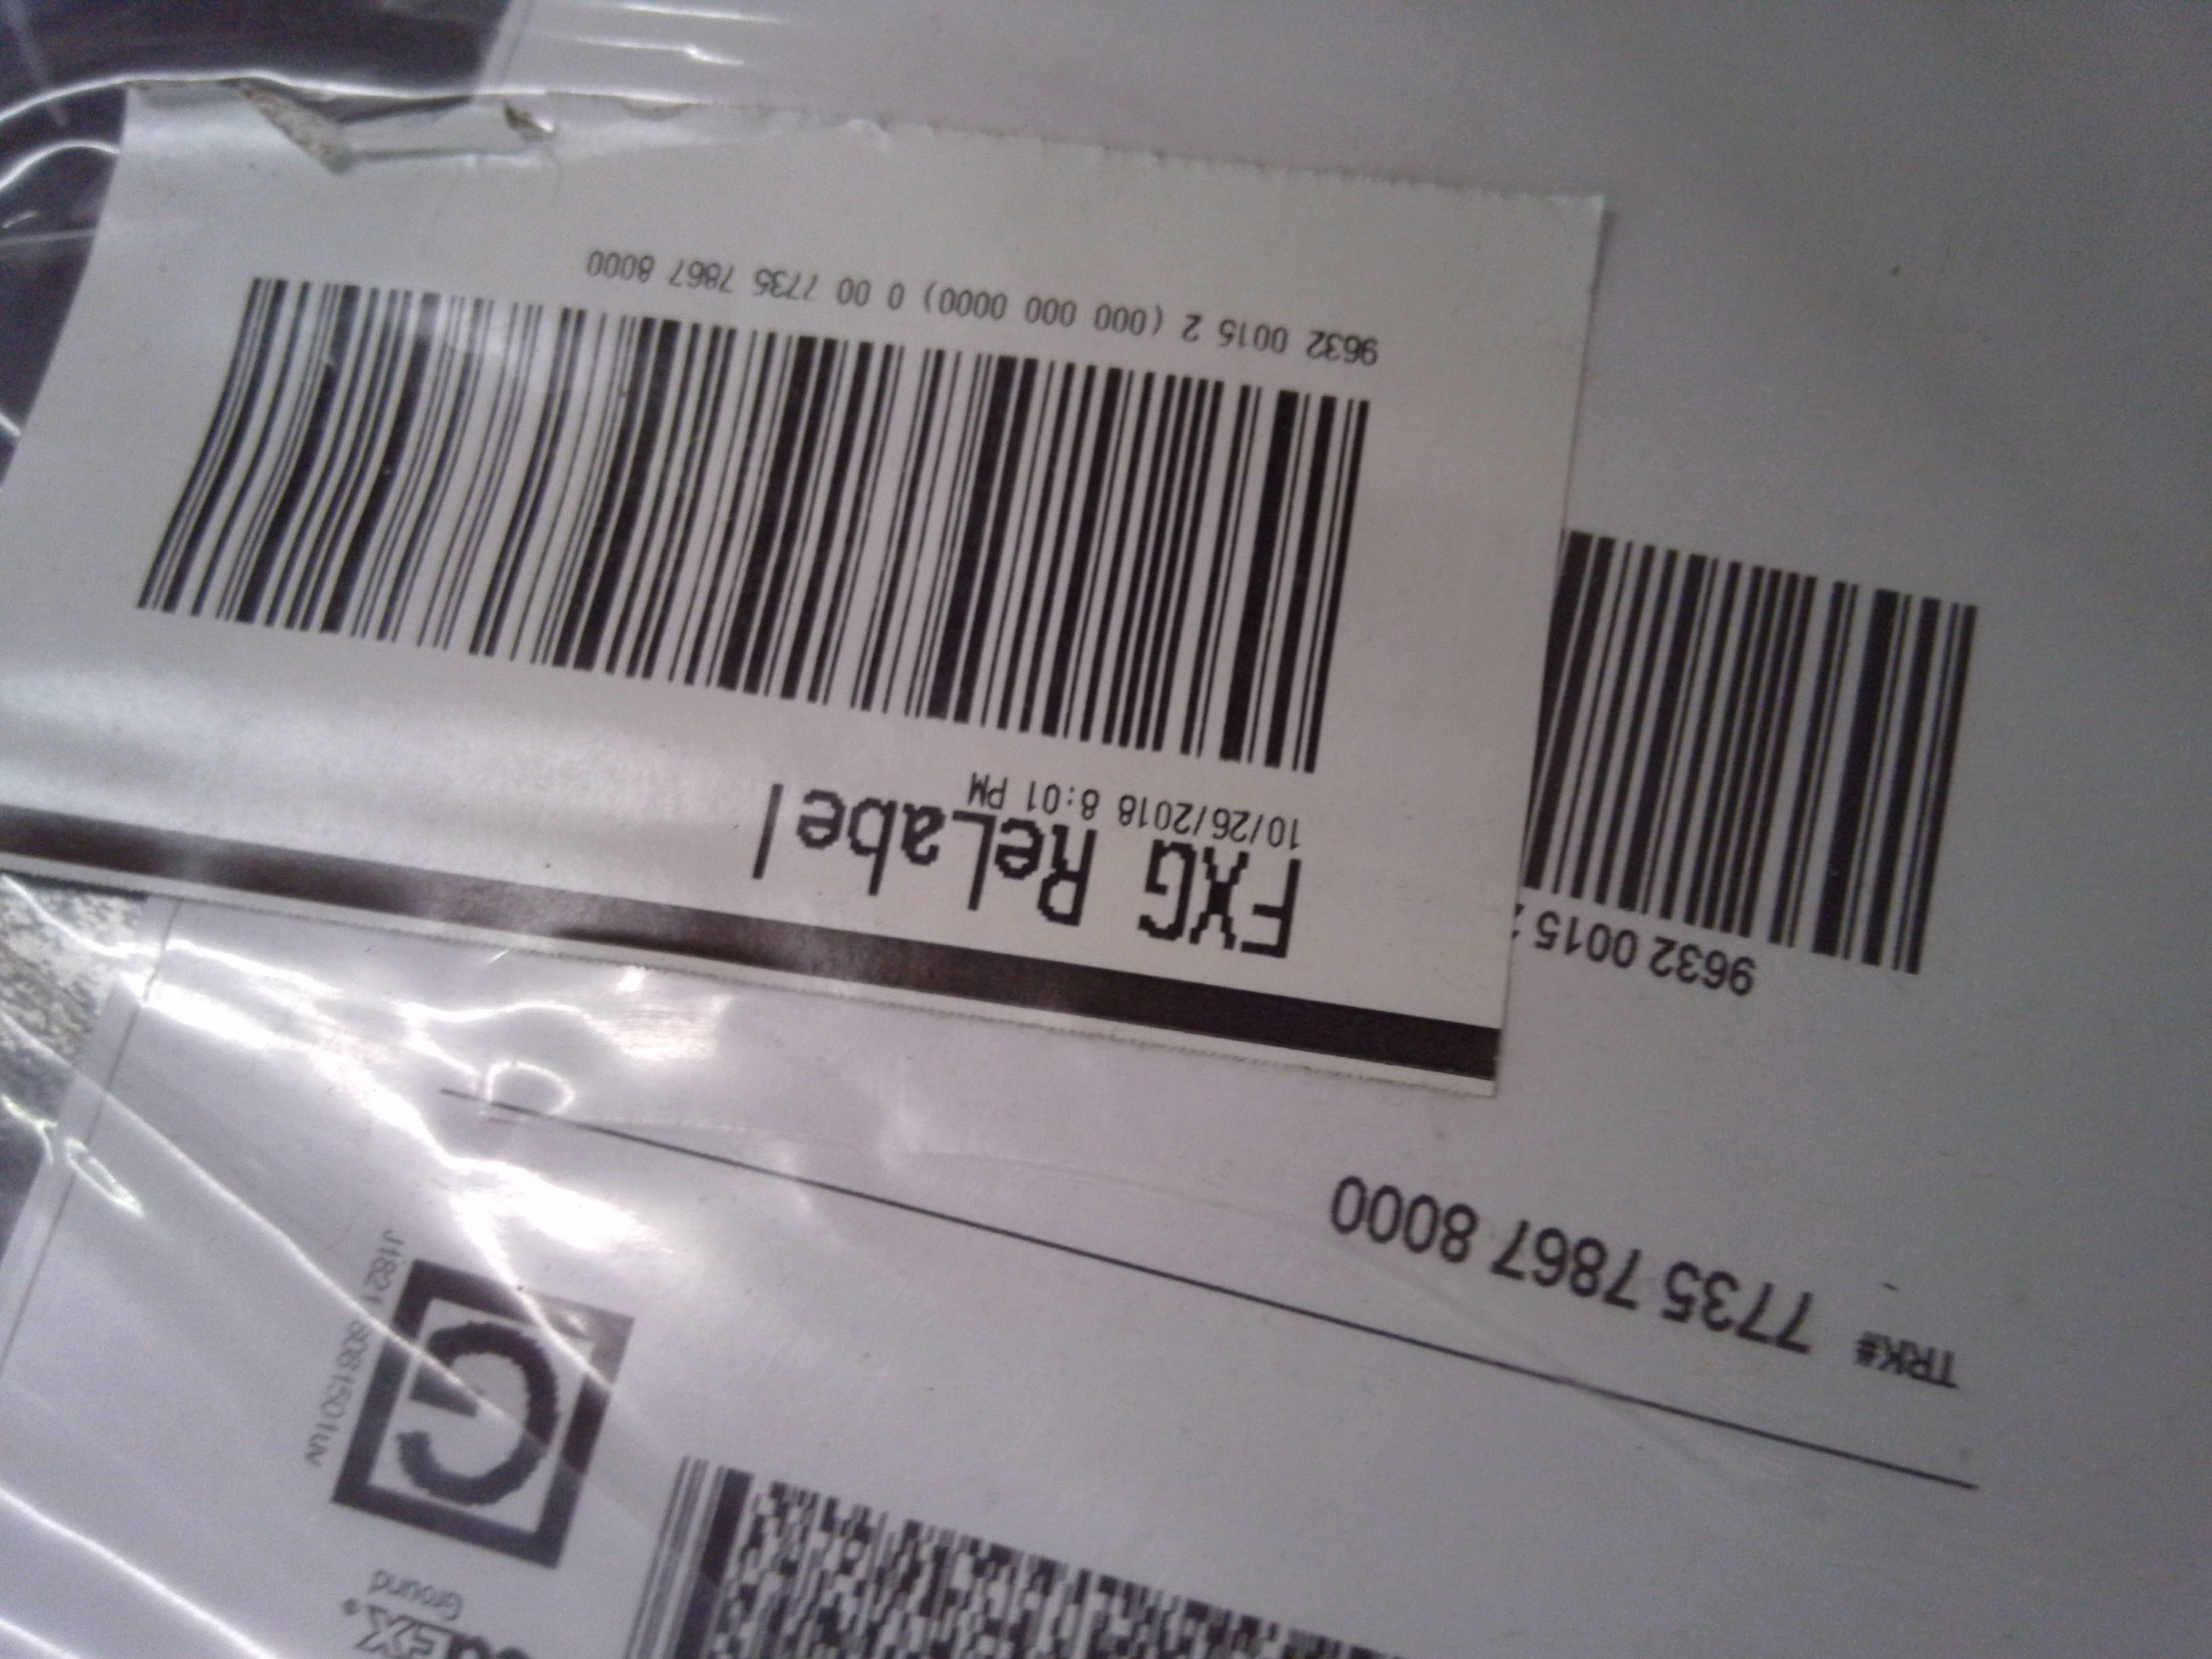 Ground
G
TRK# 7735 7867 8000
9632 0015
FXG ReLabel
10/26/2018 8:01 PM
9632 0015 2 (000 000 0000) 0 00 7735 7867 8000